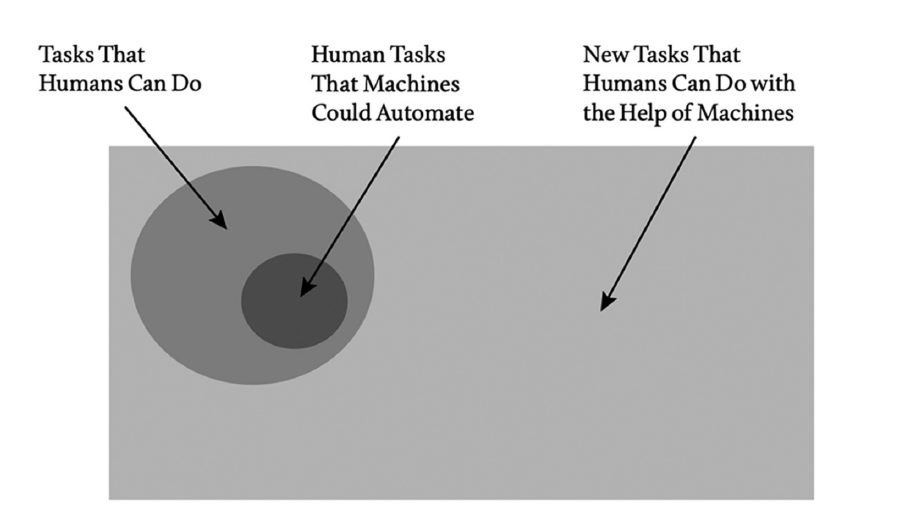 Tasks That
Humans Can Do
Human Tasks
That Machines
Could Automate
New Tasks That
Humans Can Do with
the Help of Machines